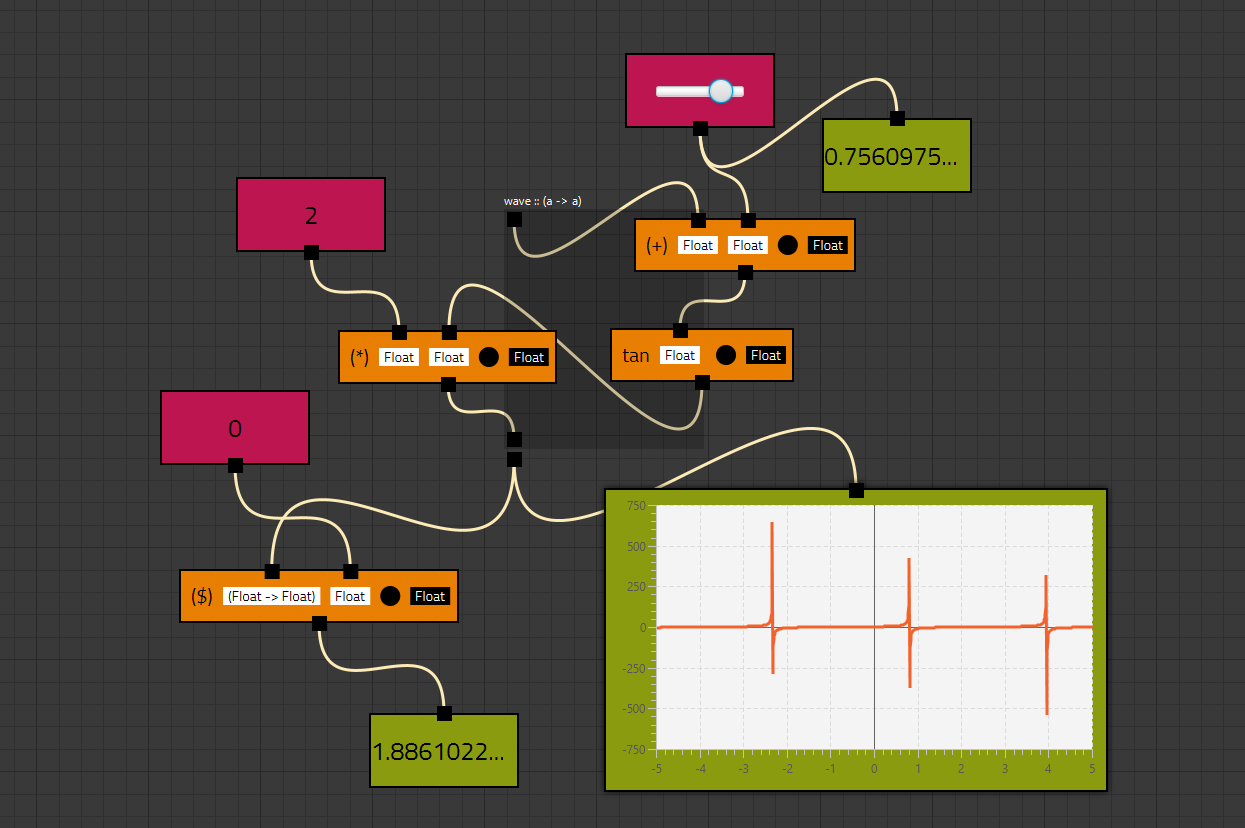 0.7560975...
wave :: (a -> a)
2
(+) Float Float Float
(*) Float Float Float
tan Float Float
0
($) (Float -> Float) Float Float
1.8861022...
750
500
250
0
-250
-500
-750
-5 -4 -3 -2 -1 0 1 2 3 4 5